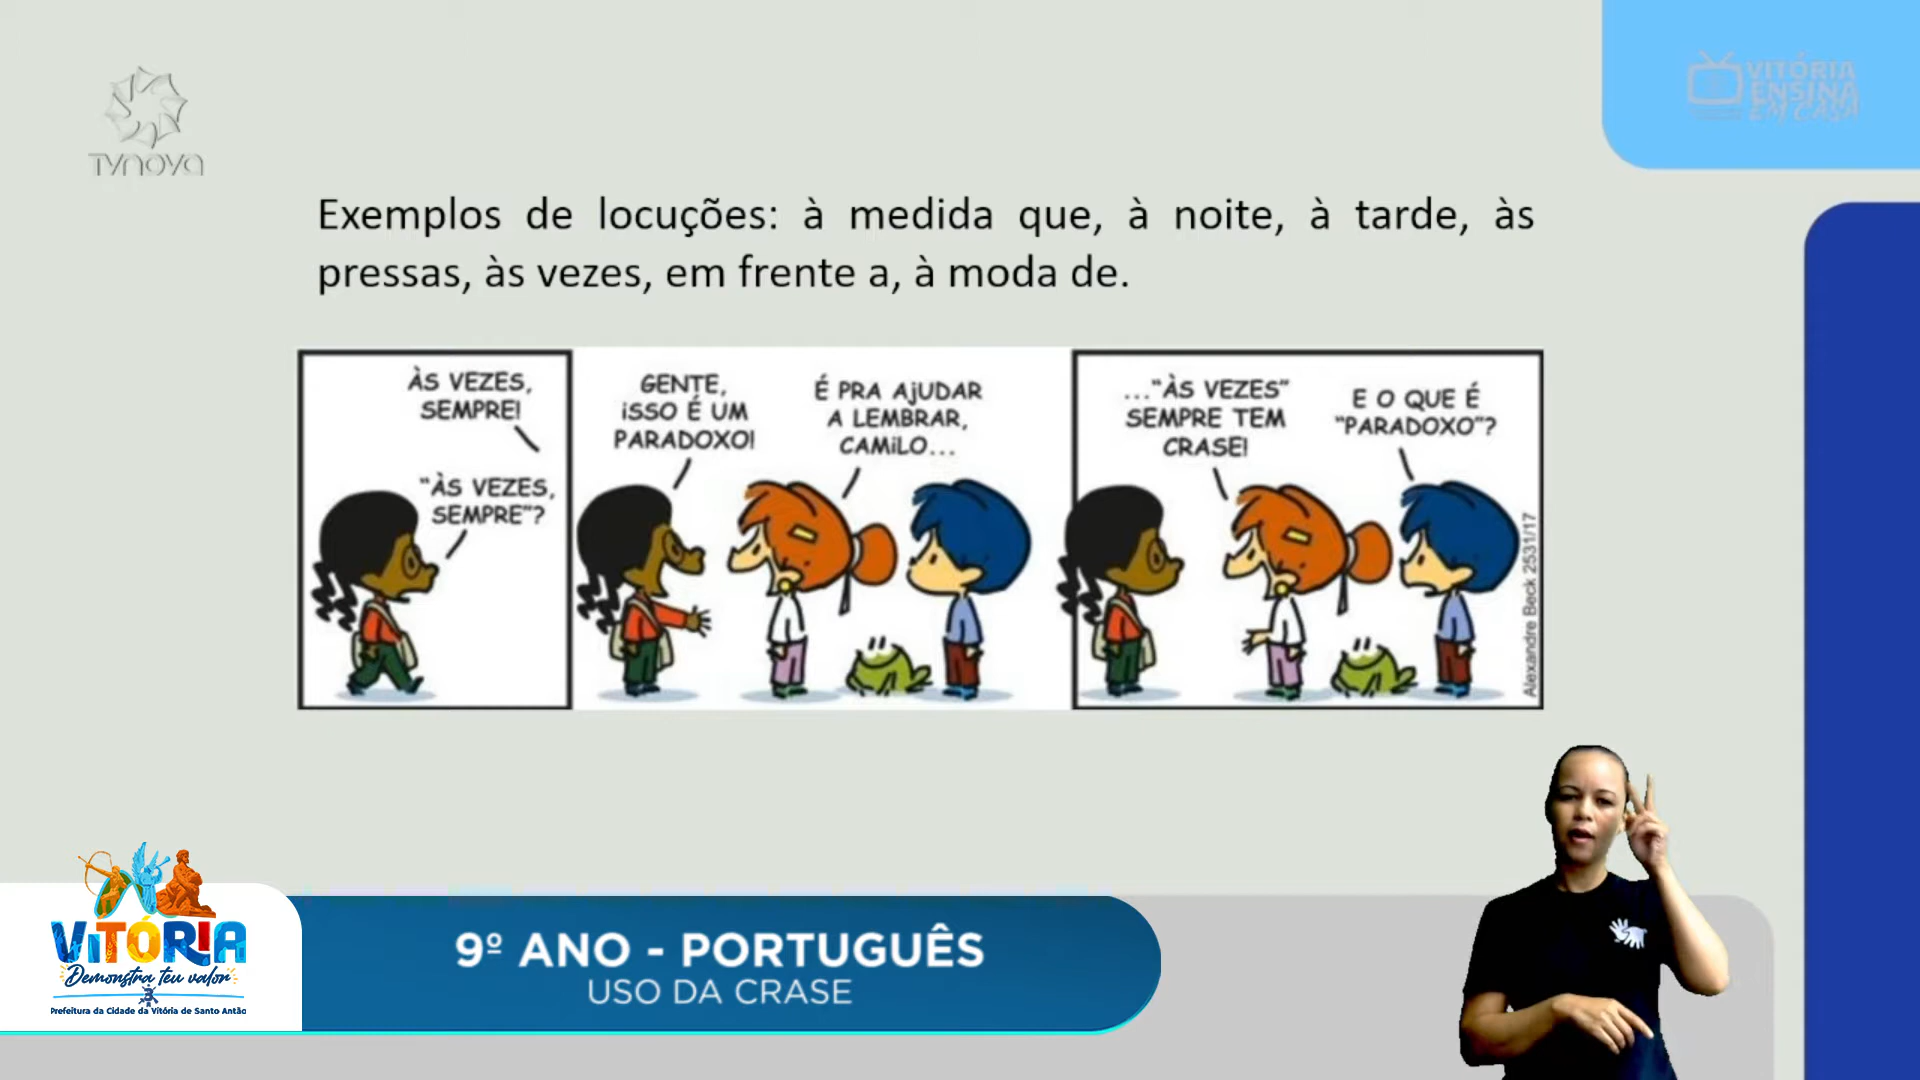 TVNOVA
VITÓRIA
ENSINA
EM CASA
Exemplos de locuções: à medida que, à noite, à tarde, às
pressas, às vezes, em frente a, à moda de.
ÀS VEZES,
SEMPRE!
“ÀS VEZES,
SEMPRE”?
GENTE,
ISSO É UM
PARADOXO!
É PRA AJUDAR
A LEMBRAR,
CAMILO...
...“ÀS VEZES”
SEMPRE TEM
CRASE!
E O QUE É
“PARADOXO”?
Alexandre Beck 2531/17
VITÓRIA
Demonstra teu valor
Prefeitura da Cidade da Vitória de Santo Antão
9º ANO - PORTUGUÊS
USO DA CRASE